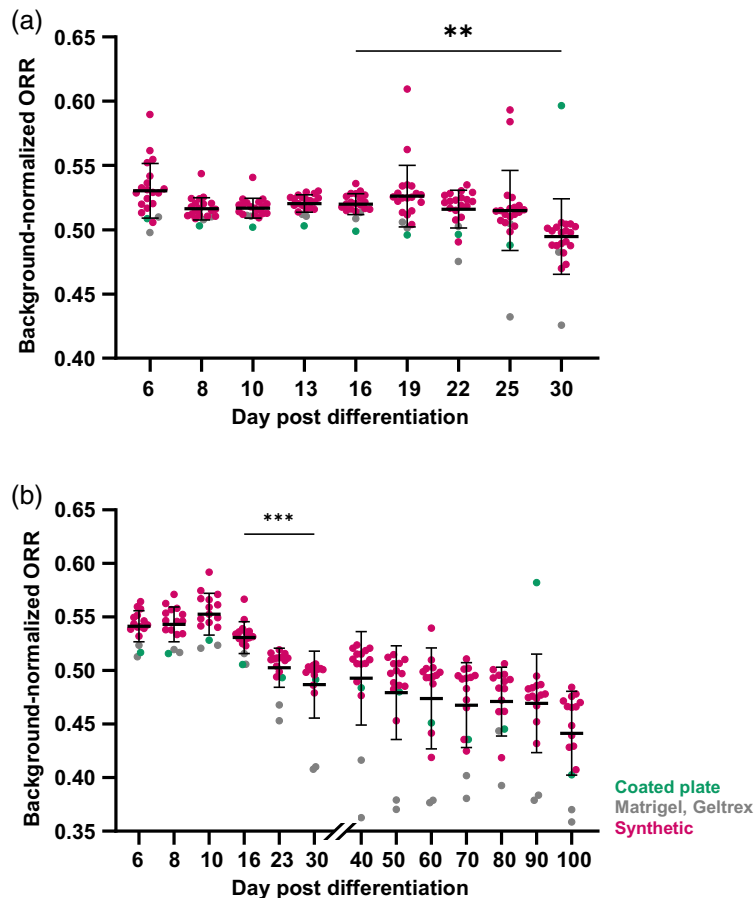 (a)
Background-normalized ORR
0.65
0.60
0.55
0.50
0.45
0.40
**
6 8 10 13 16 19 22 25 30
Day post differentiation
(b)
Background-normalized ORR
0.65
0.60
0.55
0.50
0.45
0.40
0.35
***
6 8 10 16 23 30 40 50 60 70 80 90 100
Day post differentiation
Coated plate
Matrigel, Geltrex
Synthetic